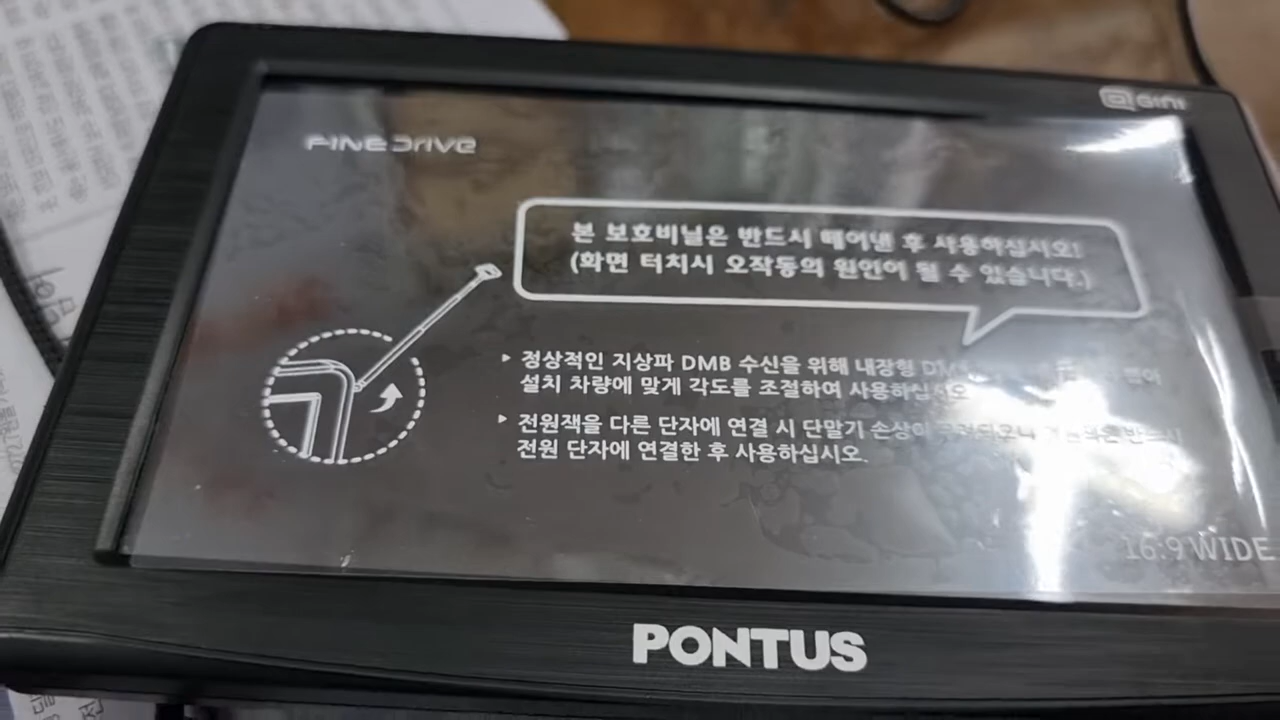 GINI
FINEDRIVE
본 보호비닐은 반드시 떼어낸 후 사용하십시오!
(화면 터치시 오작동의 원인이 될 수 있습니다.)
▸ 정상적인 지상파 DMB 수신을 위해 내장형
설치 차량에 맞게 각도를 조절하여 사용하십시오
▸ 전원잭을 다른 단자에 연결 시 단말기 손상이
전원 단자에 연결한 후 사용하십시오.
16:9 WIDE
PONTUS